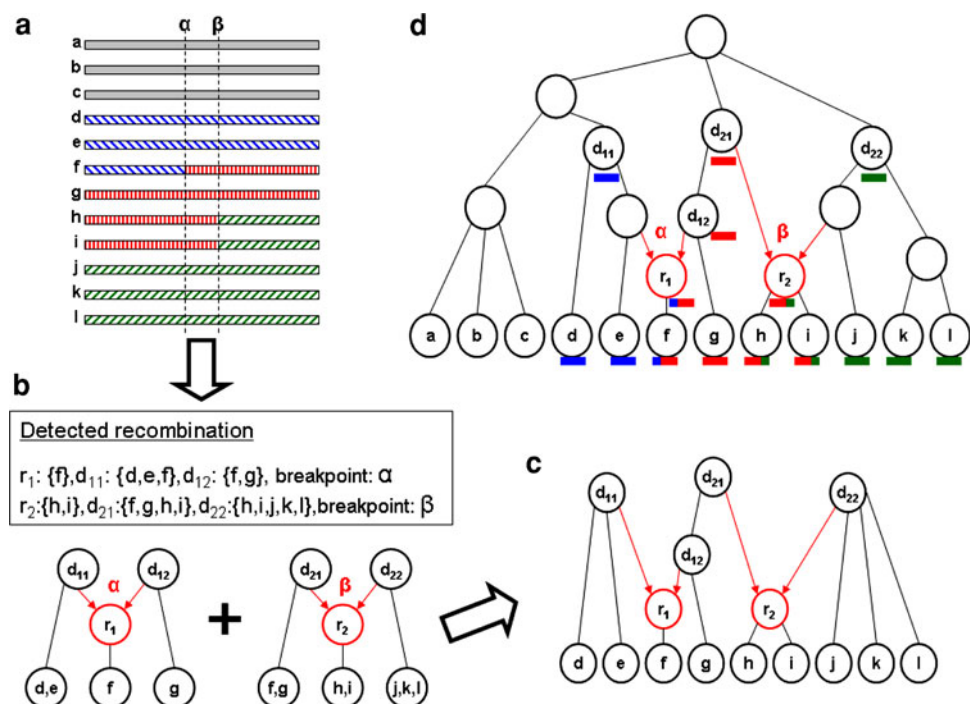 a
α β
a
b
c
d
e
f
g
h
i
j
k
l
b
Detected recombination
r₁: {f},d₁₁: {d,e,f},d₁₂: {f,g}, breakpoint: α
r₂:{h,i},d₂₁:{f,g,h,i},d₂₂:{h,i,j,k,l},breakpoint: β
d₁₁ α d₁₂
r₁
d,e f g
+
d₂₁ β d₂₂
r₂
f,g h,i j,k,l
c
d₁₁ d₂₁ d₂₂
d₁₂
r₁ r₂
d e f g h i j k l
d
d₁₁ d₂₁ d₂₂
α d₁₂ β
r₁ r₂
a b c d e f g h i j k l